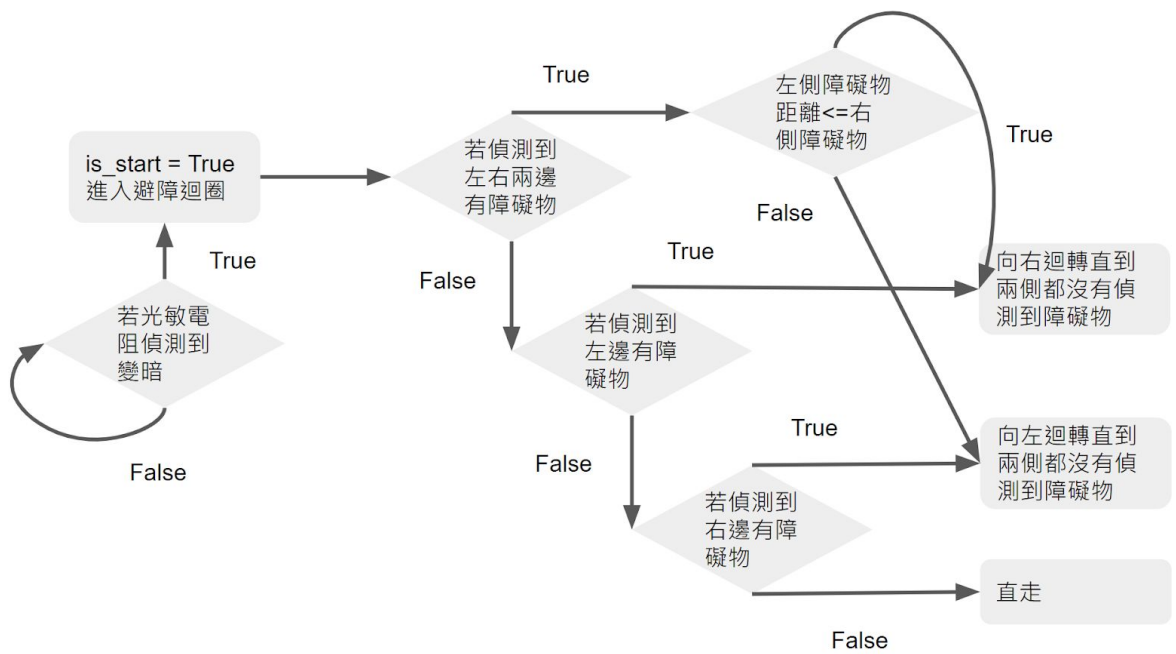 True
左側障礙物
距離<=右
側障礙物
True
is_start = True
進入避障迴圈
若偵測到
左右兩邊
有障礙物
False
True
True
False
向右迴轉直到
兩側都沒有偵
測到障礙物
若光敏電
阻偵測到
變暗
若偵測到
左邊有障
礙物
False
True
向左迴轉直到
兩側都沒有偵
測到障礙物
False
若偵測到
右邊有障
礙物
直走
False